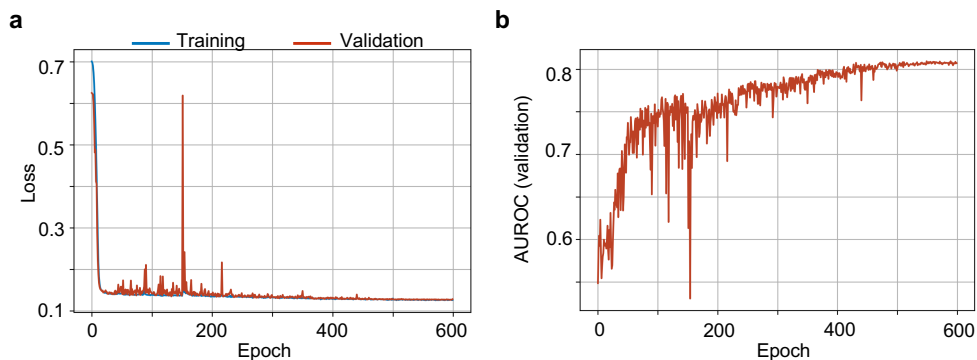 a
Training
Validation
0.7
0.5
0.3
0.1
Loss
0
200
400
600
Epoch
b
0.8
0.7
0.6
AUROC (validation)
0
200
400
600
Epoch